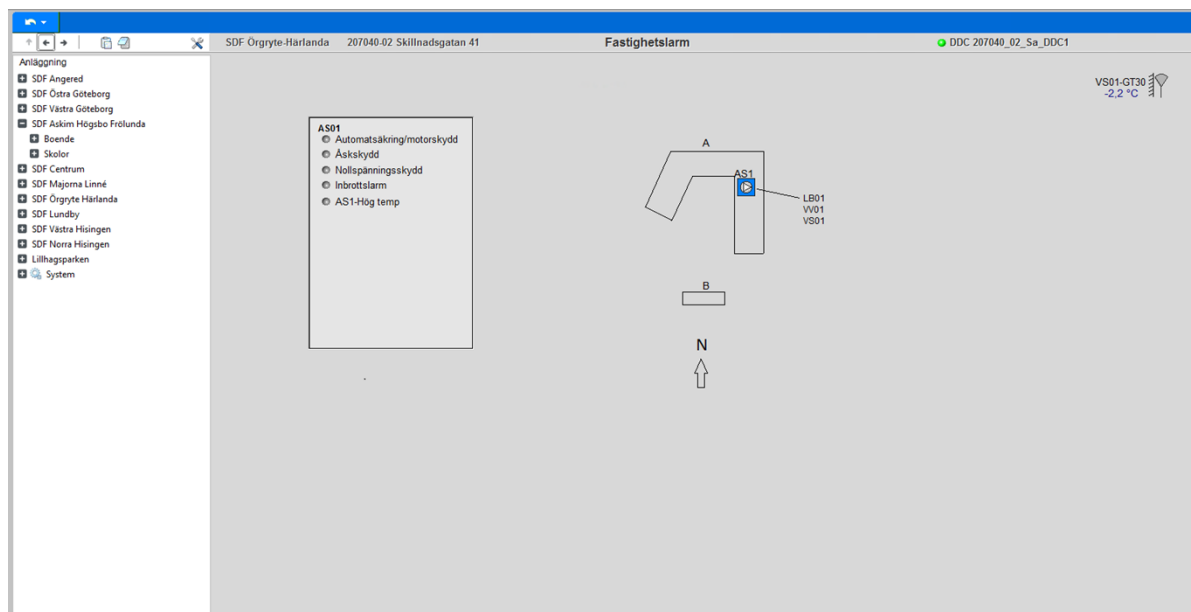 SDF Örgryte-Härlanda 207040-02 Skillnadsgatan 41 Fastighetslarm DDC 207040_02_Sa_DDC1
Anläggning
SDF Angered
SDF Östra Göteborg
SDF Västra Göteborg
SDF Askim Högsbo Frölunda
Boende
Skolor
SDF Centrum
SDF Majorna Linné
SDF Örgryte Härlanda
SDF Lundby
SDF Västra Hisingen
SDF Norra Hisingen
Lillhagsparken
System
VS01-GT30
-2,2 °C
AS01
Automatsäkring/motorskydd
Åskskydd
Nollspänningsskydd
Inbrottslarm
AS1-Hög temp
A
AS1
LB01
VV01
VS01
B
N